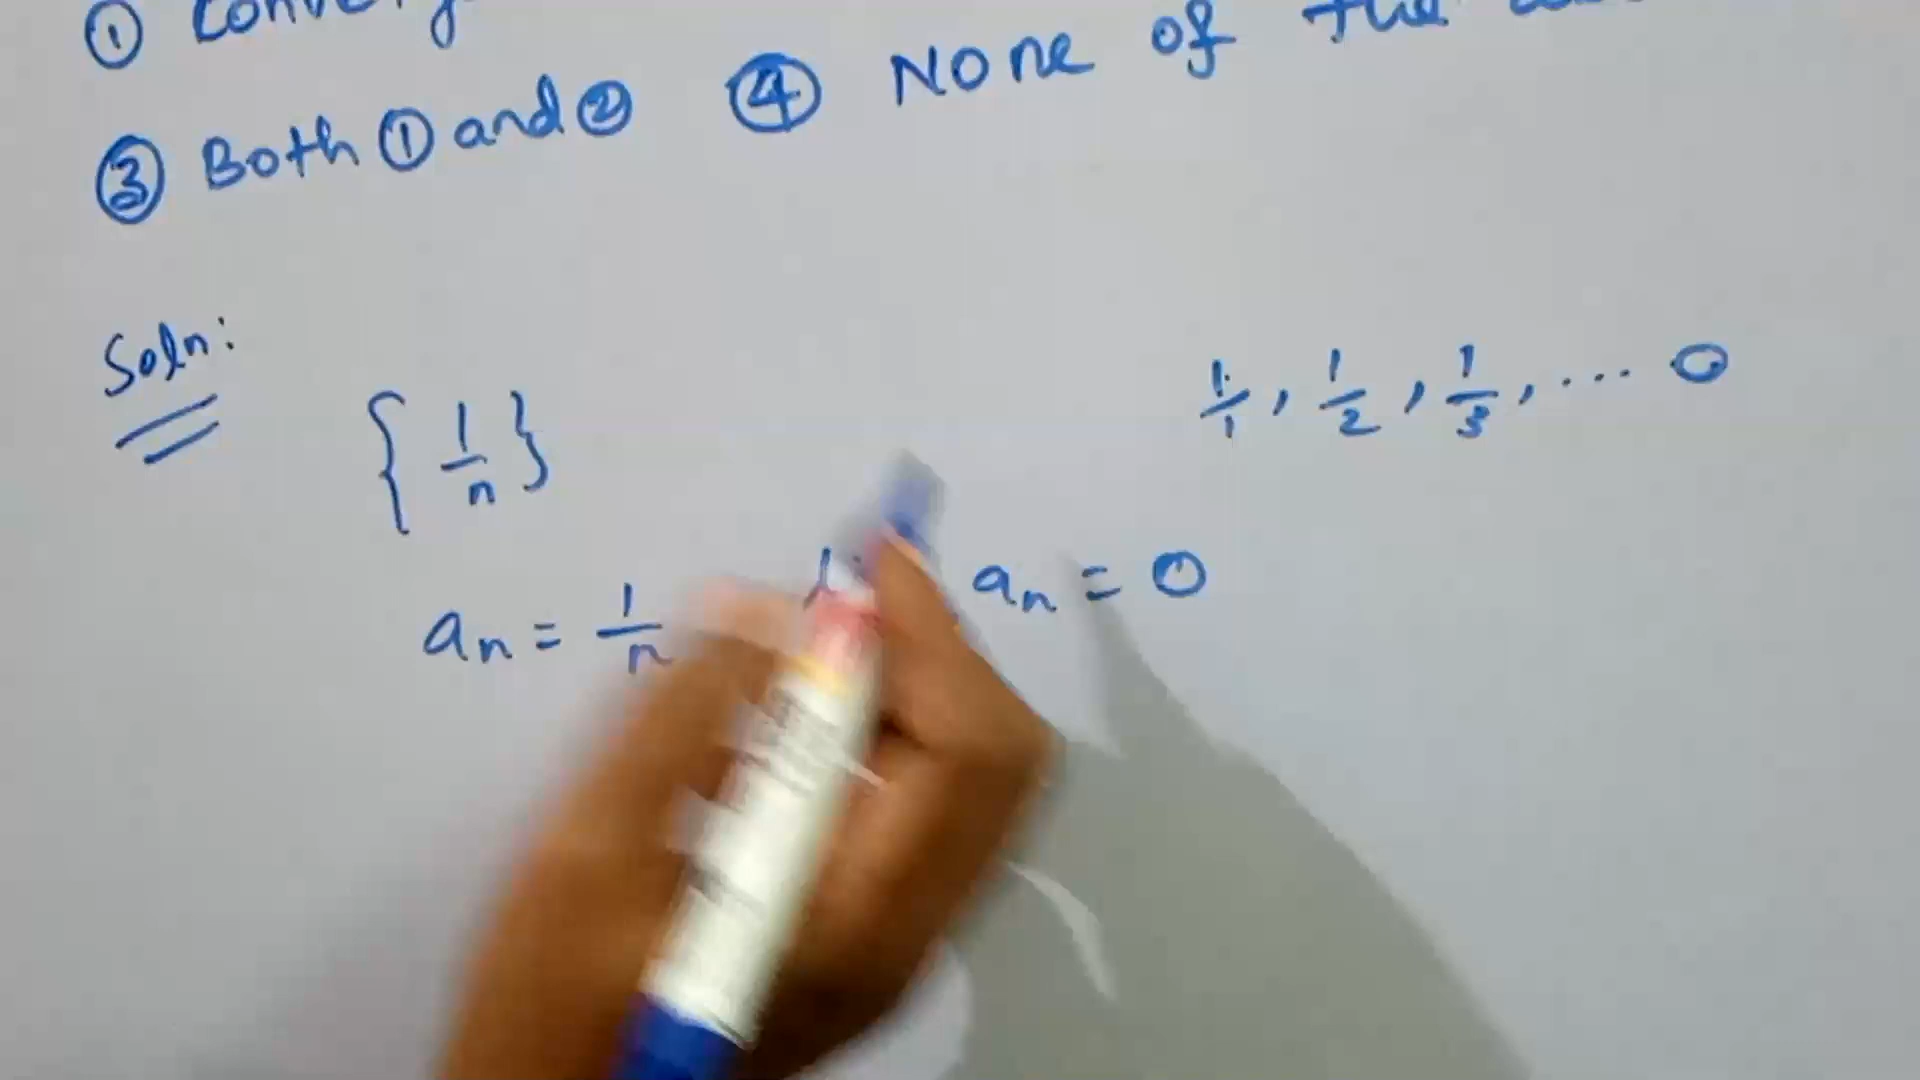 ①
③ Both ① and ② ④ None of the
Soln:
{ 1/n } 1/1, 1/2, 1/3, ... 0
aₙ = 1/n aₙ = 0